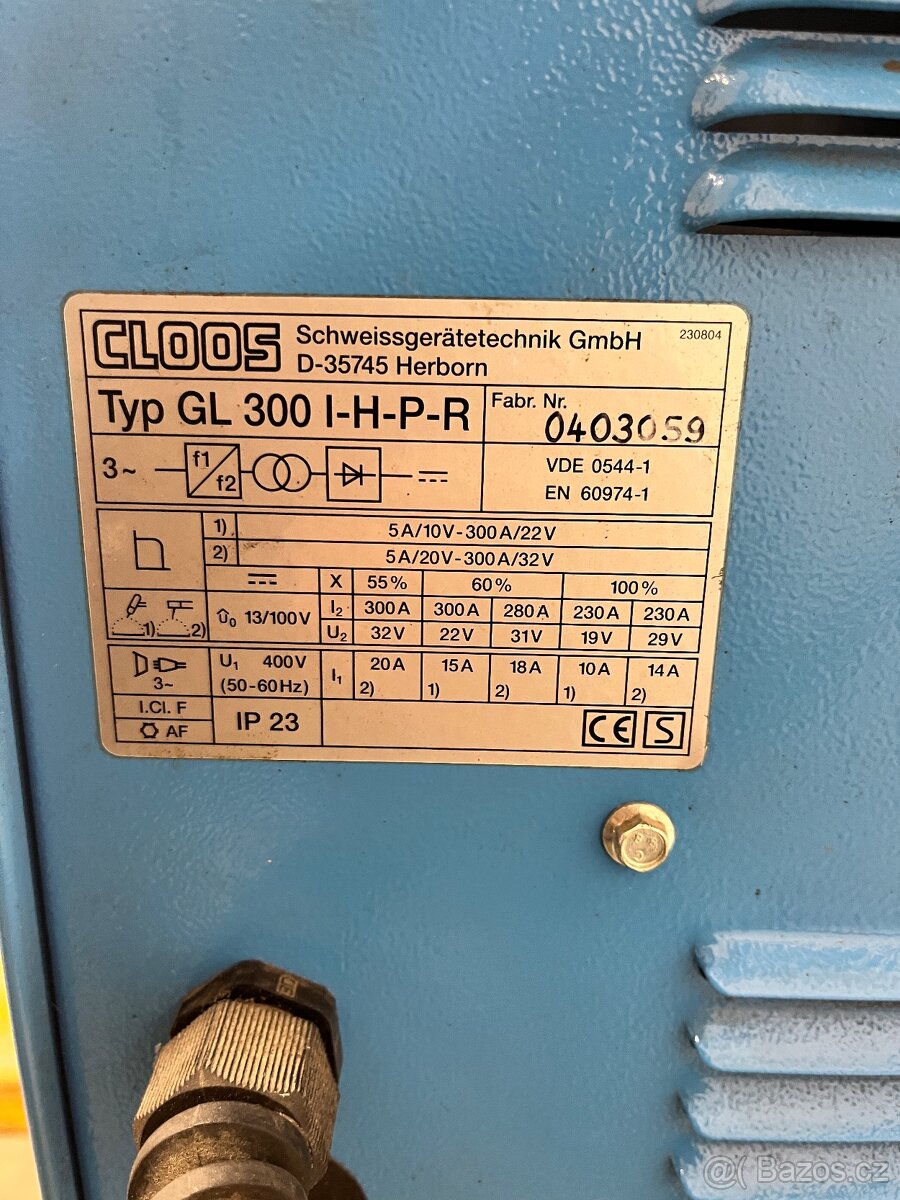 CLOOS Schweissgerätetechnik GmbH 230804
D-35745 Herborn
Typ GL 300 I-H-P-R Fabr. Nr. 0403059
3~ f1 f2 VDE 0544-1
EN 60974-1
1) 5A/10V-300A/22V
2) 5A/20V-300A/32V
X 55% 60% 100%
1) 2) U0 13/100V I2 300A 300A 280A 230A 230A
U2 32V 22V 31V 19V 29V
3~ U1 400V (50-60Hz) I1 20A 2) 15A 1) 18A 2) 10A 1) 14A 2)
I.Cl. F
AF IP 23 CE S
@ Bazos.cz